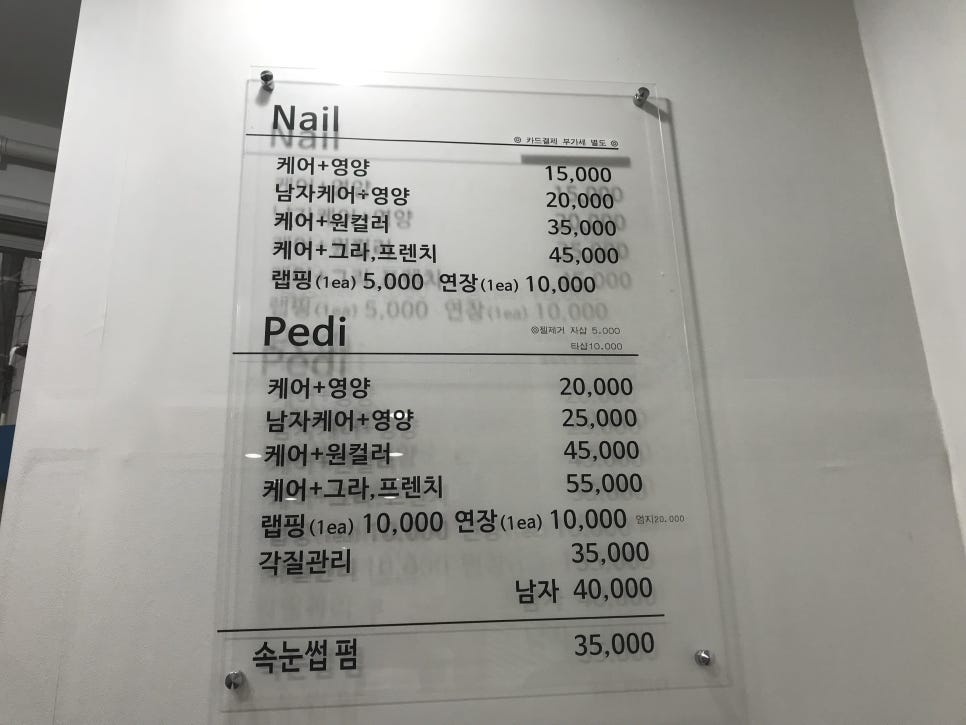 Nail
◎ 카드결제 부가세 별도 ◎
케어+영양 15,000
남자케어+영양 20,000
케어+원컬러 35,000
케어+그라,프렌치 45,000
랩핑(1ea) 5,000 연장(1ea) 10,000
Pedi
◎젤제거 자샵 5.000
타샵10.000
케어+영양 20,000
남자케어+영양 25,000
케어+원컬러 45,000
케어+그라,프렌치 55,000
랩핑(1ea) 10,000 연장(1ea) 10,000 엄지20.000
각질관리 35,000
남자 40,000
속눈썹 펌 35,000